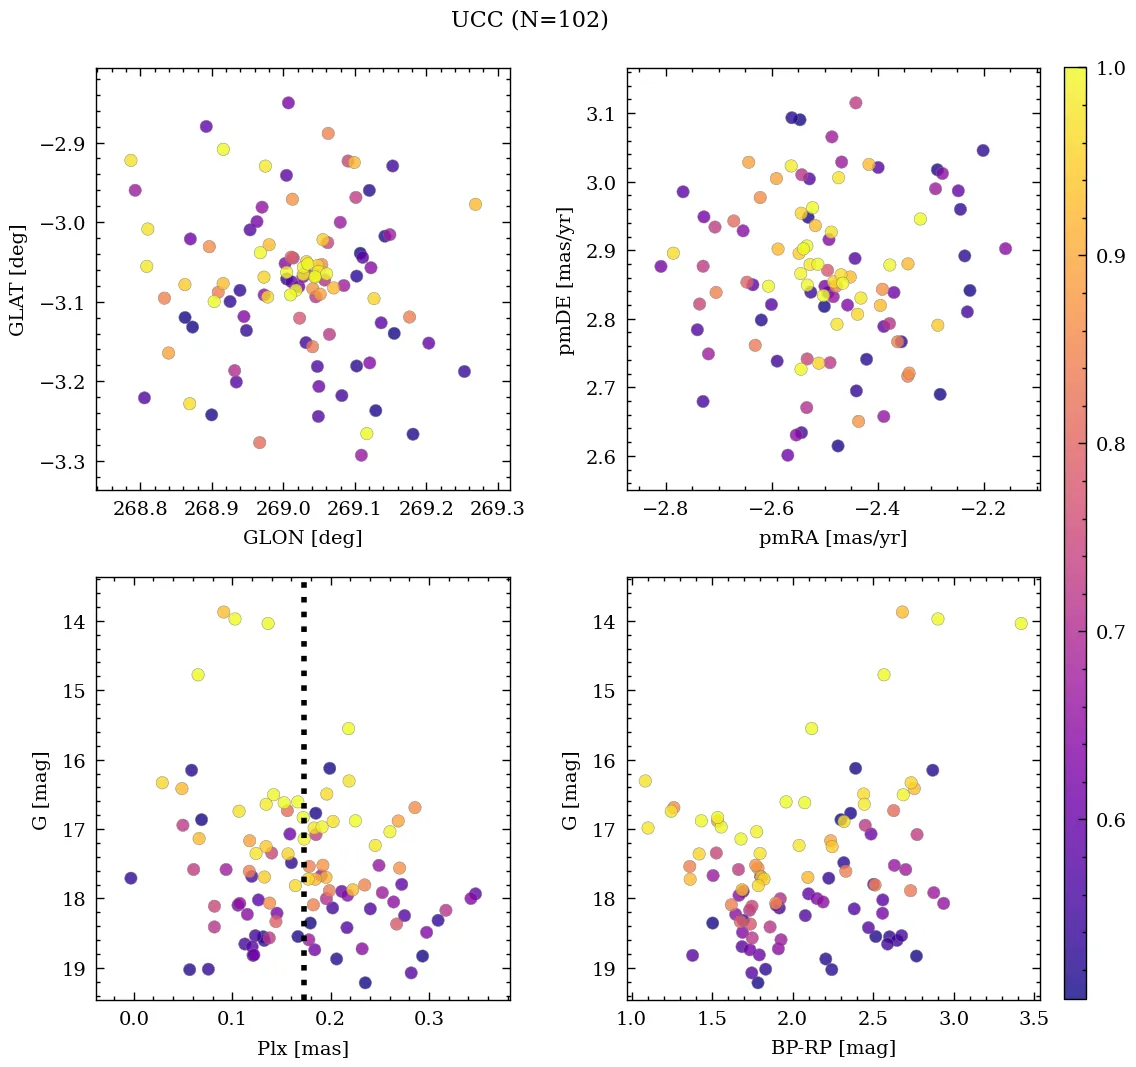 UCC (N=102)
−2.9
−3.0
−3.1
−3.2
−3.3
GLAT [deg]
268.8 268.9 269.0 269.1 269.2 269.3
GLON [deg]
3.1
3.0
2.9
2.8
2.7
2.6
pmDE [mas/yr]
−2.8 −2.6 −2.4 −2.2
pmRA [mas/yr]
1.0
0.9
0.8
0.7
0.6
14
15
16
17
18
19
G [mag]
0.0 0.1 0.2 0.3
Plx [mas]
14
15
16
17
18
19
G [mag]
1.0 1.5 2.0 2.5 3.0 3.5
BP-RP [mag]